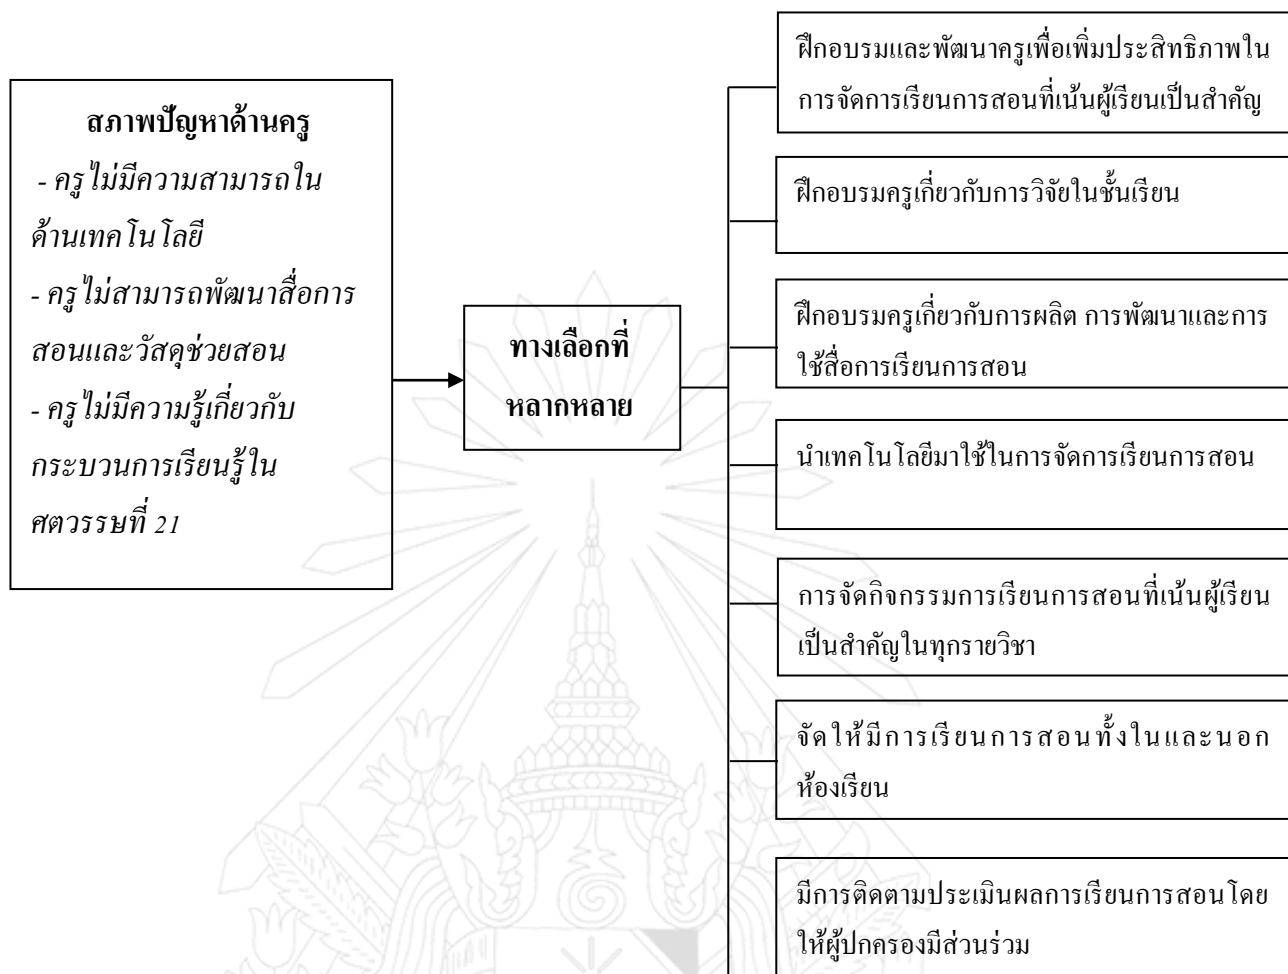 สภาพปัญหาด้านครู
- ครูไม่มีความสามารถใน
ด้านเทคโนโลยี
- ครูไม่สามารถพัฒนาสื่อการ
สอนและวัสดุช่วยสอน
- ครูไม่มีความรู้เกี่ยวกับ
กระบวนการเรียนรู้ใน
ศตวรรษที่ 21
ทางเลือกที่
หลากหลาย
ฝึกอบรมและพัฒนาครูเพื่อเพิ่มประสิทธิภาพใน
การจัดการเรียนการสอนที่เน้นผู้เรียนเป็นสำคัญ
ฝึกอบรมครูเกี่ยวกับการวิจัยในชั้นเรียน
ฝึกอบรมครูเกี่ยวกับการผลิต การพัฒนาและการ
ใช้สื่อการเรียนการสอน
นำเทคโนโลยีมาใช้ในการจัดการเรียนการสอน
การจัดกิจกรรมการเรียนการสอนที่เน้นผู้เรียน
เป็นสำคัญในทุกรายวิชา
จัดให้มีการเรียนการสอนทั้งในและนอก
ห้องเรียน
มีการติดตามประเมินผลการเรียนการสอนโดย
ให้ผู้ปกครองมีส่วนร่วม